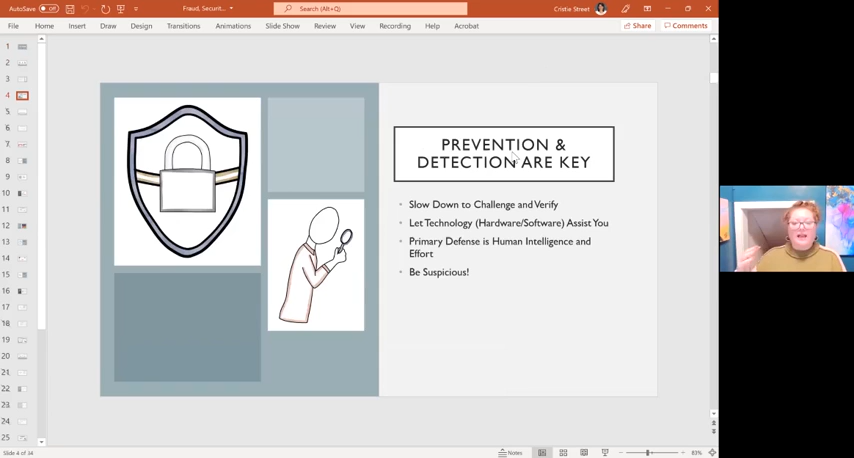 AutoSave Off
Fraud, Securit...
Search (Alt+Q)
Cristie Street
File Home Insert Draw Design Transitions Animations Slide Show Review View Recording Help Acrobat
Share Comments
1
2
3
4
5
6
7
8
9
10
11
12
13
14
15
16
17
18
19
20
21
22
23
24
25
PREVENTION &
DETECTION ARE KEY
• Slow Down to Challenge and Verify
• Let Technology (Hardware/Software) Assist You
• Primary Defense is Human Intelligence and
Effort
• Be Suspicious!
Slide 4 of 34
Notes
83%